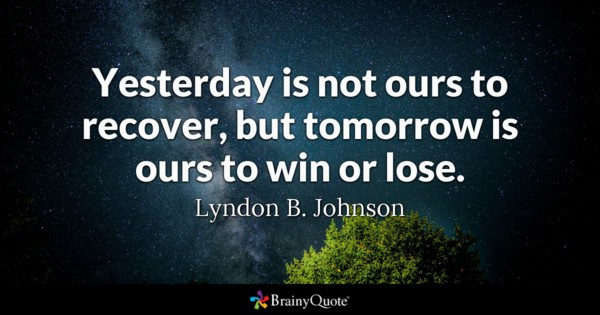 Yesterday is not ours to
recover, but tomorrow is
ours to win or lose.
Lyndon B. Johnson
BrainyQuote®